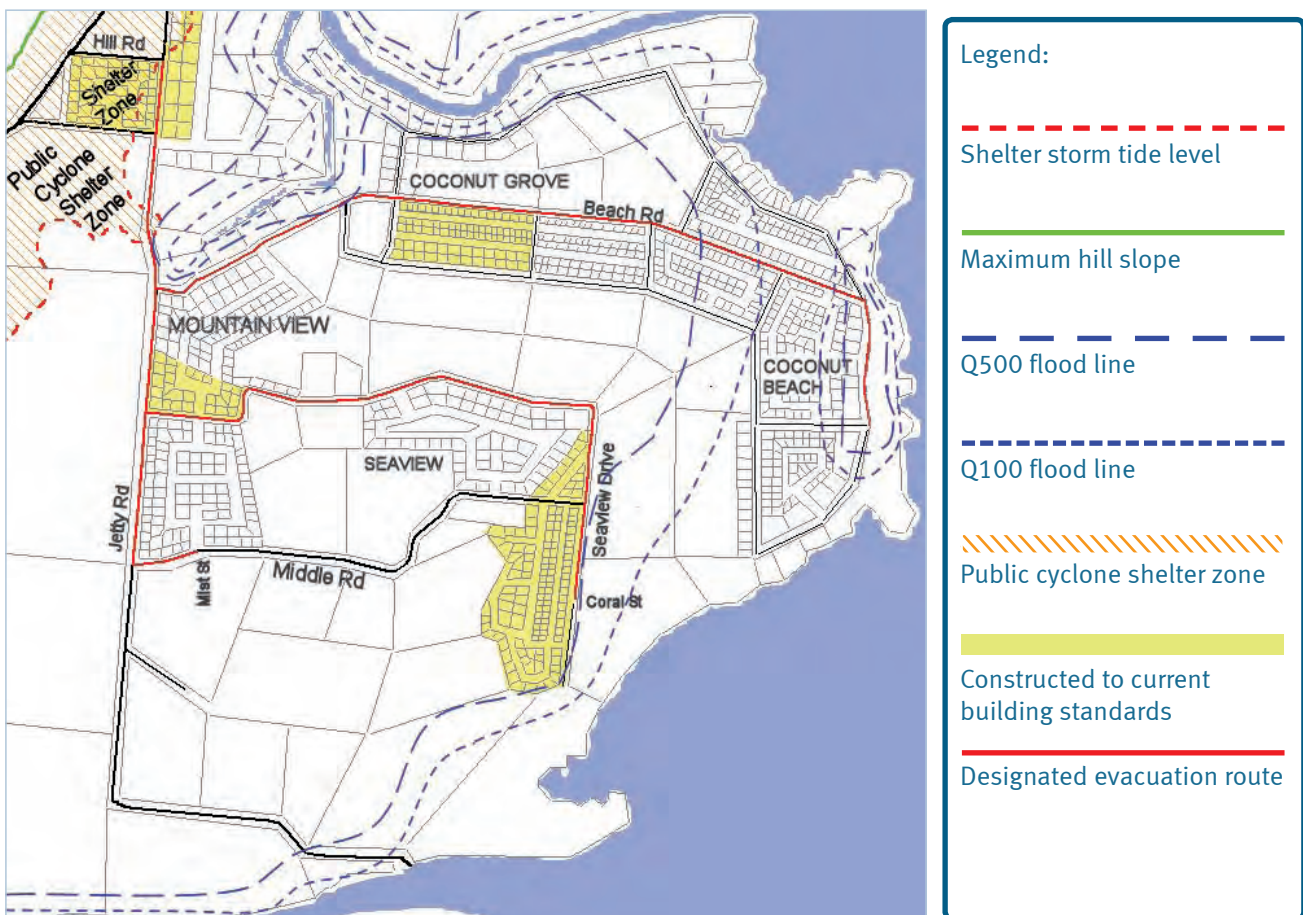 Hill Rd
Shelter
Zone
Public
Cyclone
Shelter
Zone
COCONUT GROVE
Beach Rd
MOUNTAIN VIEW
COCONUT
BEACH
SEAVIEW
Seaview Drive
Jetty Rd
Middle Rd
Mist St
Coral St
Legend:
Shelter storm tide level
Maximum hill slope
Q500 flood line
Q100 flood line
Public cyclone shelter zone
Constructed to current
building standards
Designated evacuation route